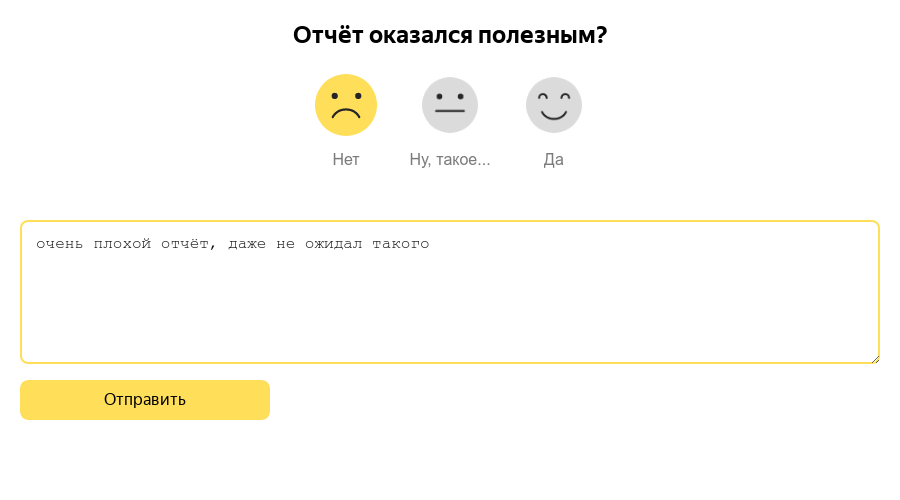 Отчёт оказался полезным?
Нет
Ну, такое...
Да
очень плохой отчёт, даже не ожидал такого
Отправить